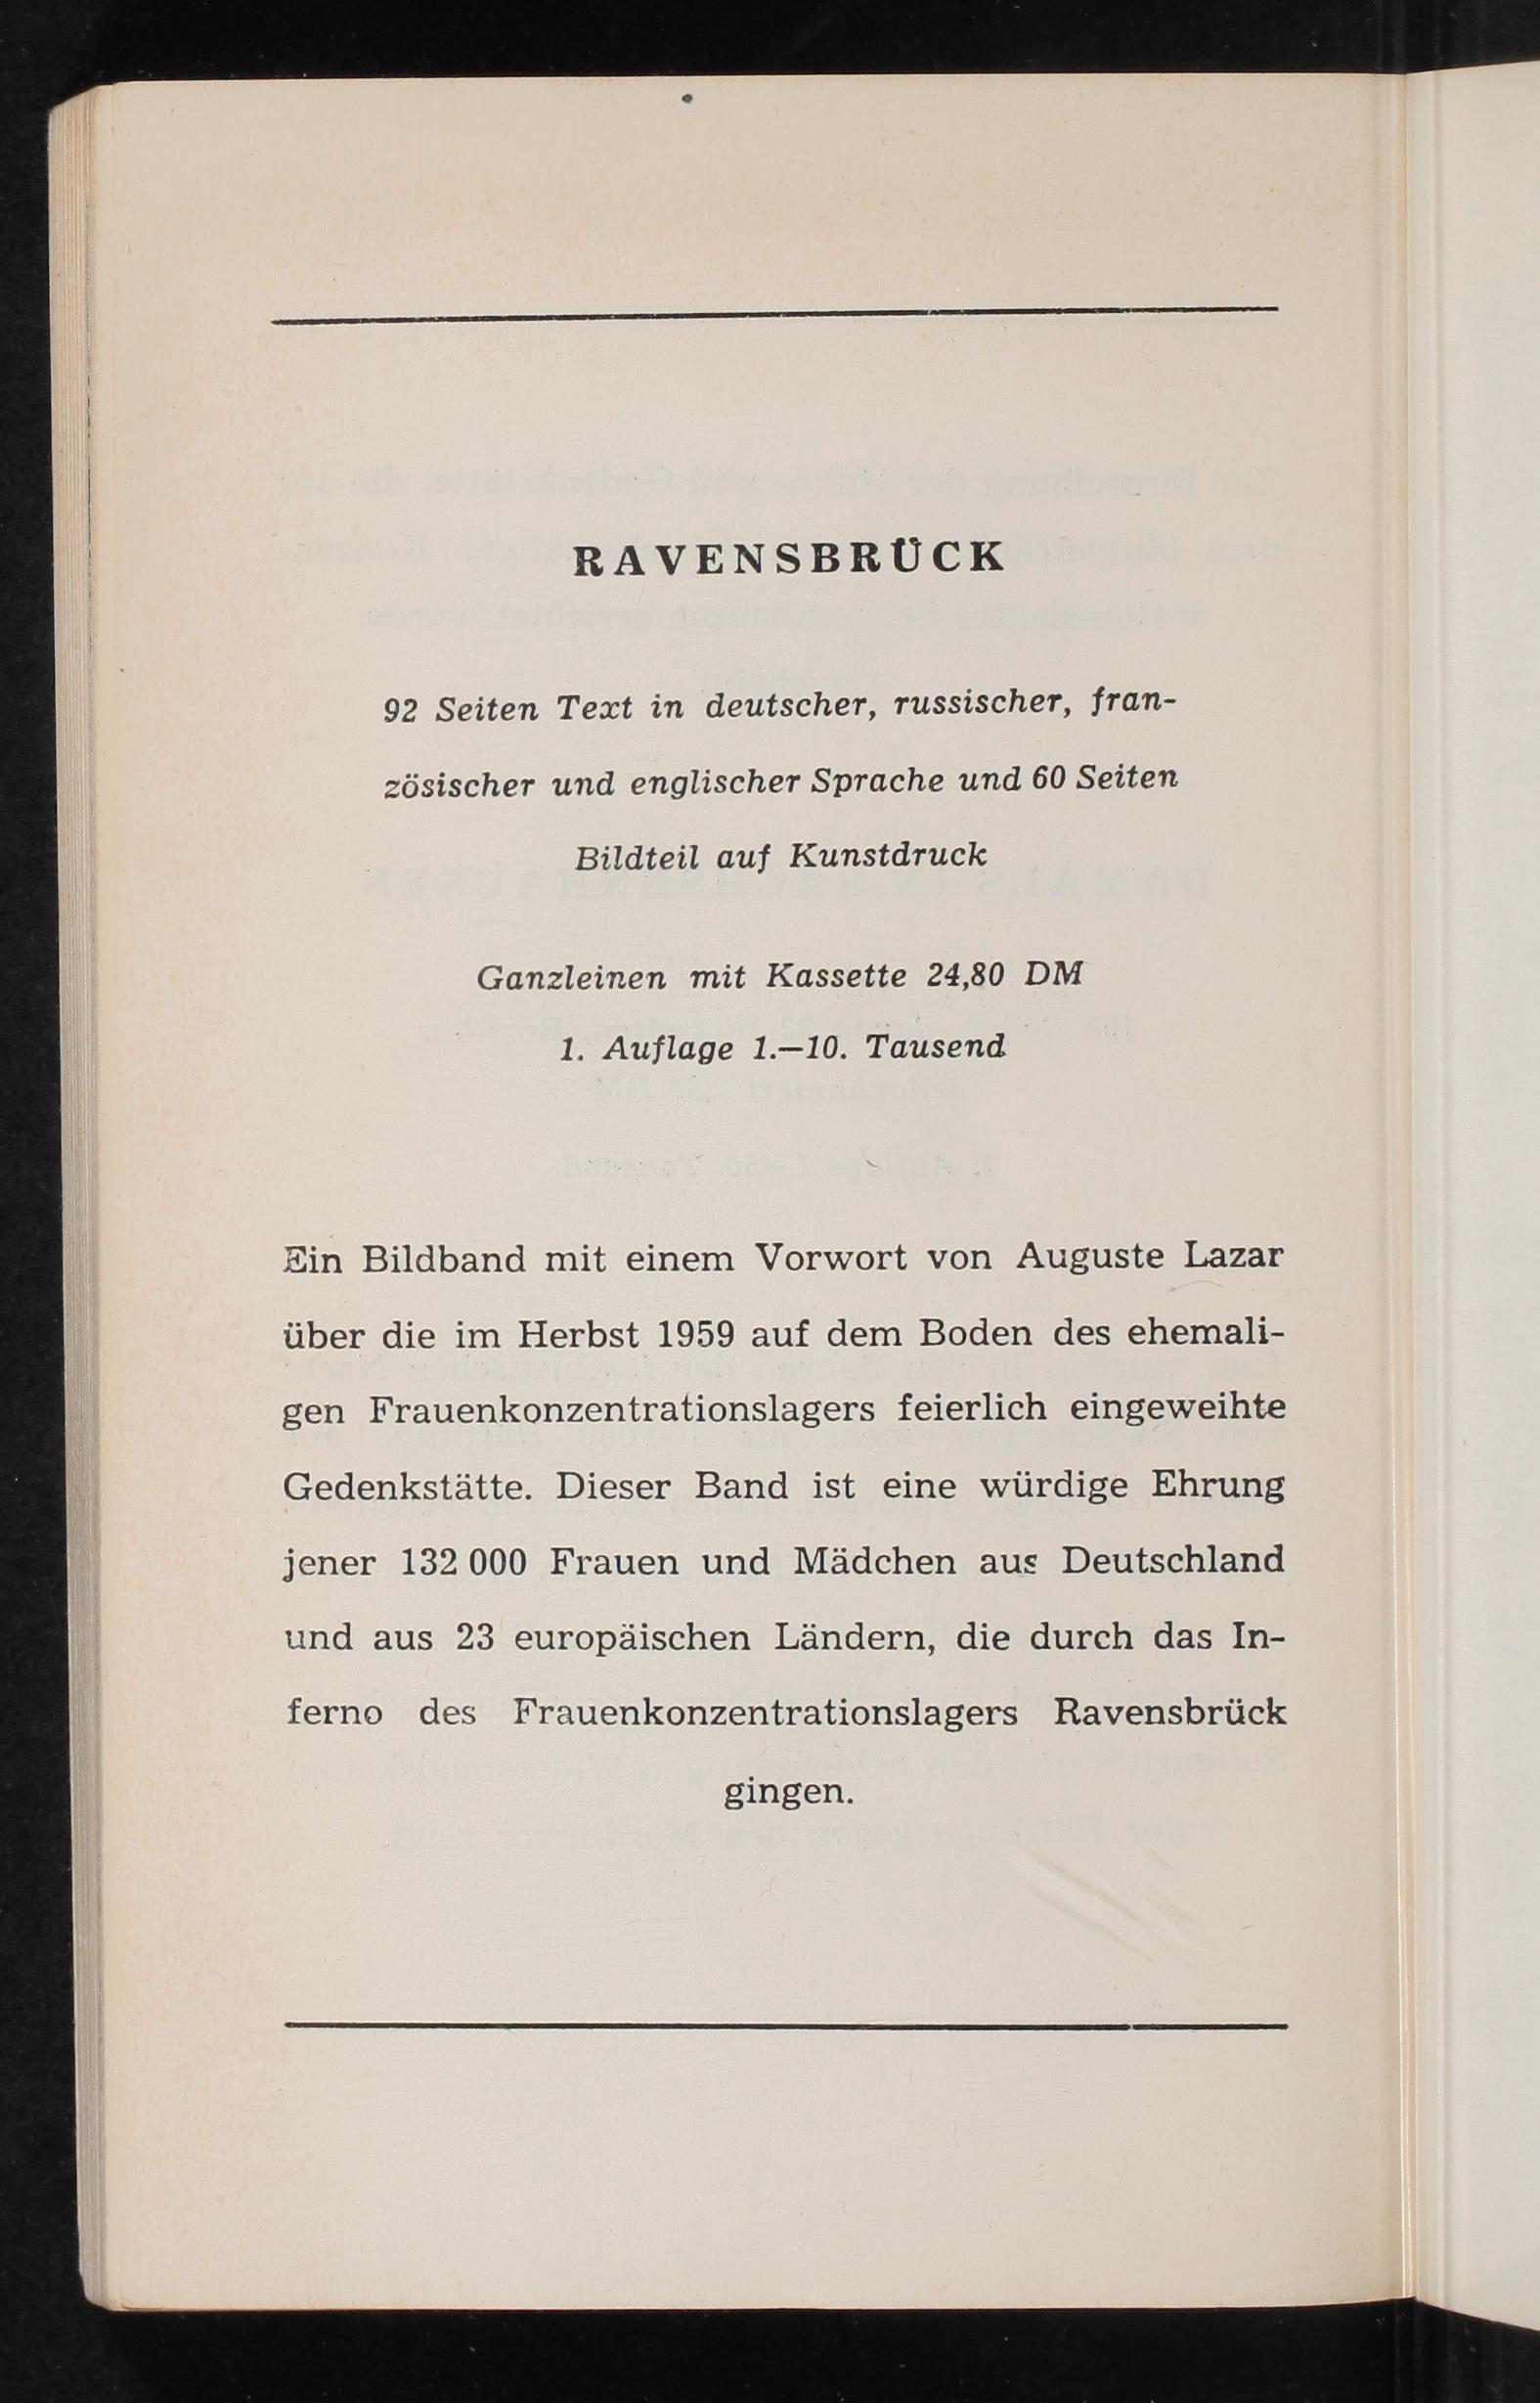 RAVENSBRÜCK
92 Seiten Text in deutscher, russischer, fran-
zösischer und englischer Sprache und 60 Seiten
Bildteil auf Kunstdruck
Ganzleinen mit Kassette 24,80 DM
1. Auflage 1.—10. Tausend
Ein Bildband mit einem Vorwort von Auguste Lazar
über die im Herbst 1959 auf dem Boden des ehemali-
gen Frauenkonzentrationslagers feierlich eingeweihte
Gedenkstätte. Dieser Band ist eine würdige Ehrung
jener 132 000 Frauen und Mädchen aus Deutschland
und aus 23 europäischen Ländern, die durch das In-
ferno des Frauenkonzentrationslagers Ravensbrück
gingen.